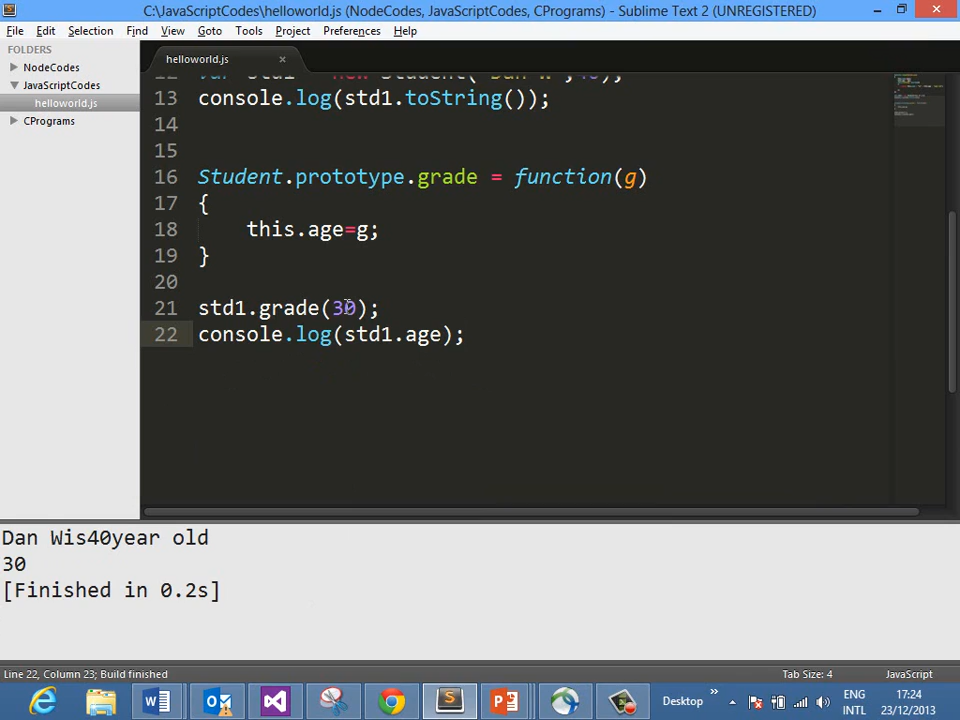 C:\JavaScriptCodes\helloworld.js (NodeCodes, JavaScriptCodes, CPrograms) - Sublime Text 2 (UNREGISTERED)
File Edit Selection Find View Goto Tools Project Preferences Help
FOLDERS
NodeCodes
JavaScriptCodes
helloworld.js
CPrograms
helloworld.js
13 console.log(std1.toString());
14
15
16 Student.prototype.grade = function(g)
17 {
18 this.age=g;
19 }
20
21 std1.grade(30);
22 console.log(std1.age);
Dan Wis40year old
30
[Finished in 0.2s]
Line 22, Column 23; Build finished
Tab Size: 4
JavaScript
Desktop
ENG
INTL
17:24
23/12/2013